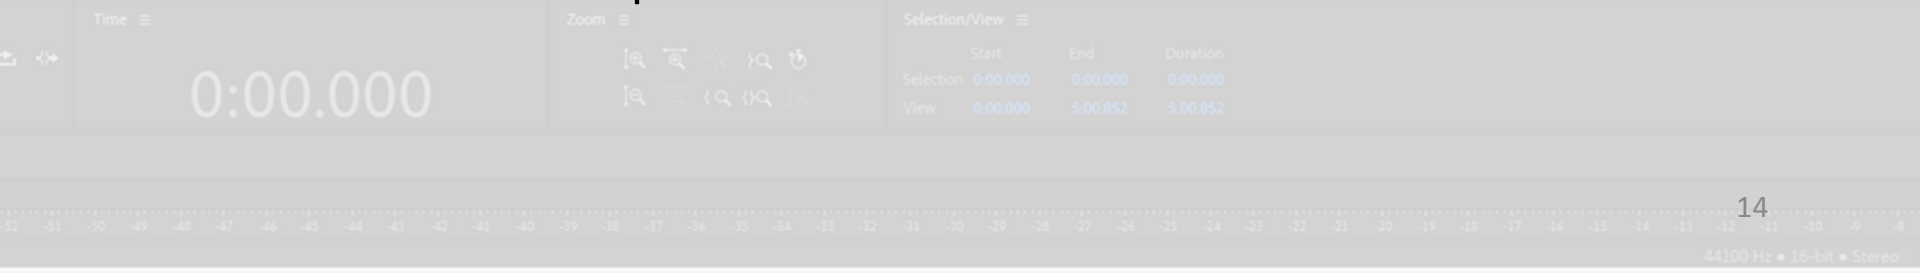 Time Zoom Selection/View
Start End Duration
0:00.000
Selection 0:00.000 0:00.000 0:00.000
View 0:00.000 5:00.852 5:00.852
14
-52 -51 -50 -49 -48 -47 -46 -45 -44 -43 -42 -41 -40 -39 -38 -37 -36 -35 -34 -33 -32 -31 -30 -29 -28 -27 -26 -25 -24 -23 -22 -21 -20 -19 -18 -17 -16 -15 -14 -13 -12 -11 -10 -9 -8
44100 Hz ● 16-bit ● Stereo